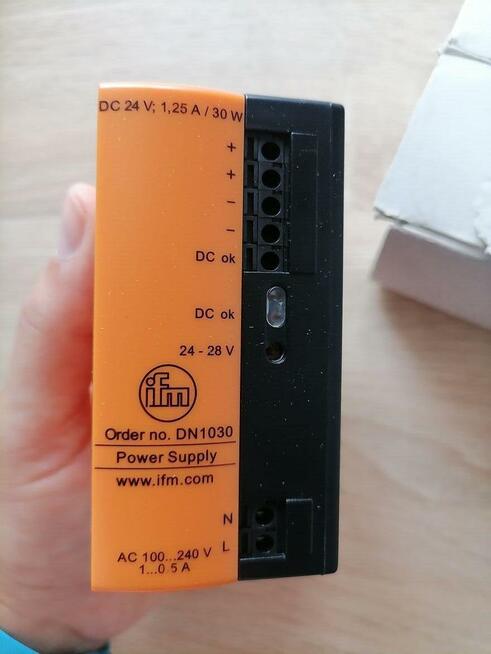 DC 24 V; 1,25 A / 30 W
+
+
−
−
DC ok
DC ok
24 - 28 V
ifm
Order no. DN1030
Power Supply
www.ifm.com
N
L
AC 100...240 V
1...0 5 A